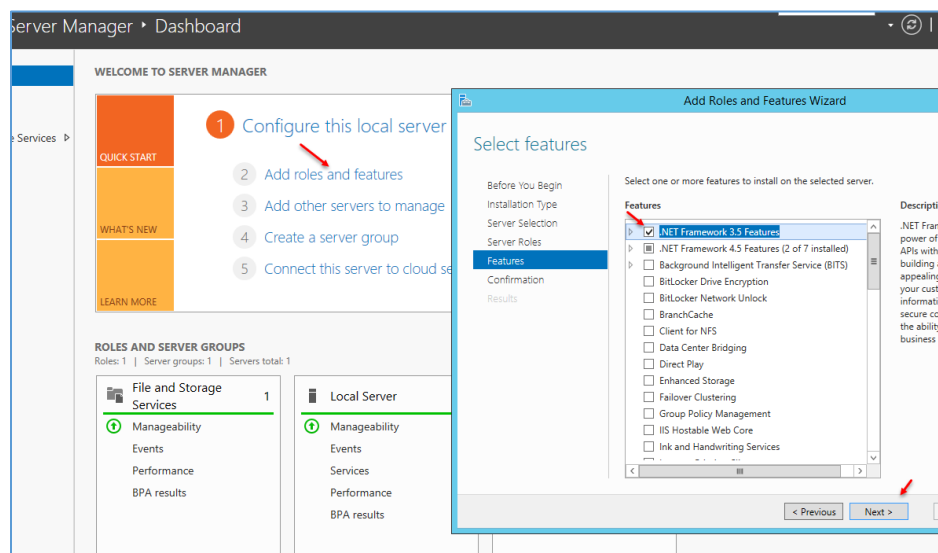 Server Manager ‣ Dashboard
Services
WELCOME TO SERVER MANAGER
QUICK START
WHAT'S NEW
LEARN MORE
1 Configure this local server
2 Add roles and features
3 Add other servers to manage
4 Create a server group
5 Connect this server to cloud se
ROLES AND SERVER GROUPS
Roles: 1 | Server groups: 1 | Servers total: 1
File and Storage
Services
1
Manageability
Events
Performance
BPA results
Local Server
Manageability
Events
Services
Performance
BPA results
Add Roles and Features Wizard
Select features
Before You Begin
Installation Type
Server Selection
Server Roles
Features
Confirmation
Results
Select one or more features to install on the selected server.
Features
.NET Framework 3.5 Features
.NET Framework 4.5 Features (2 of 7 installed)
Background Intelligent Transfer Service (BITS)
BitLocker Drive Encryption
BitLocker Network Unlock
BranchCache
Client for NFS
Data Center Bridging
Direct Play
Enhanced Storage
Failover Clustering
Group Policy Management
IIS Hostable Web Core
Ink and Handwriting Services
Descripti
.NET Fram
power of
APIs with
building
appealing
your cust
informati
secure co
the abilit
business
< Previous
Next >